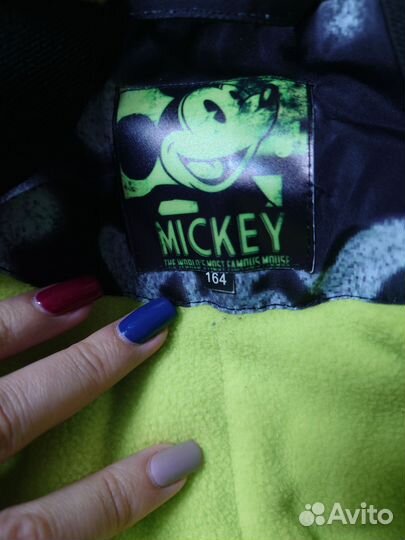 MICKEY
THE WORLD'S MOST FAMOUS MOUSE
164
Avito